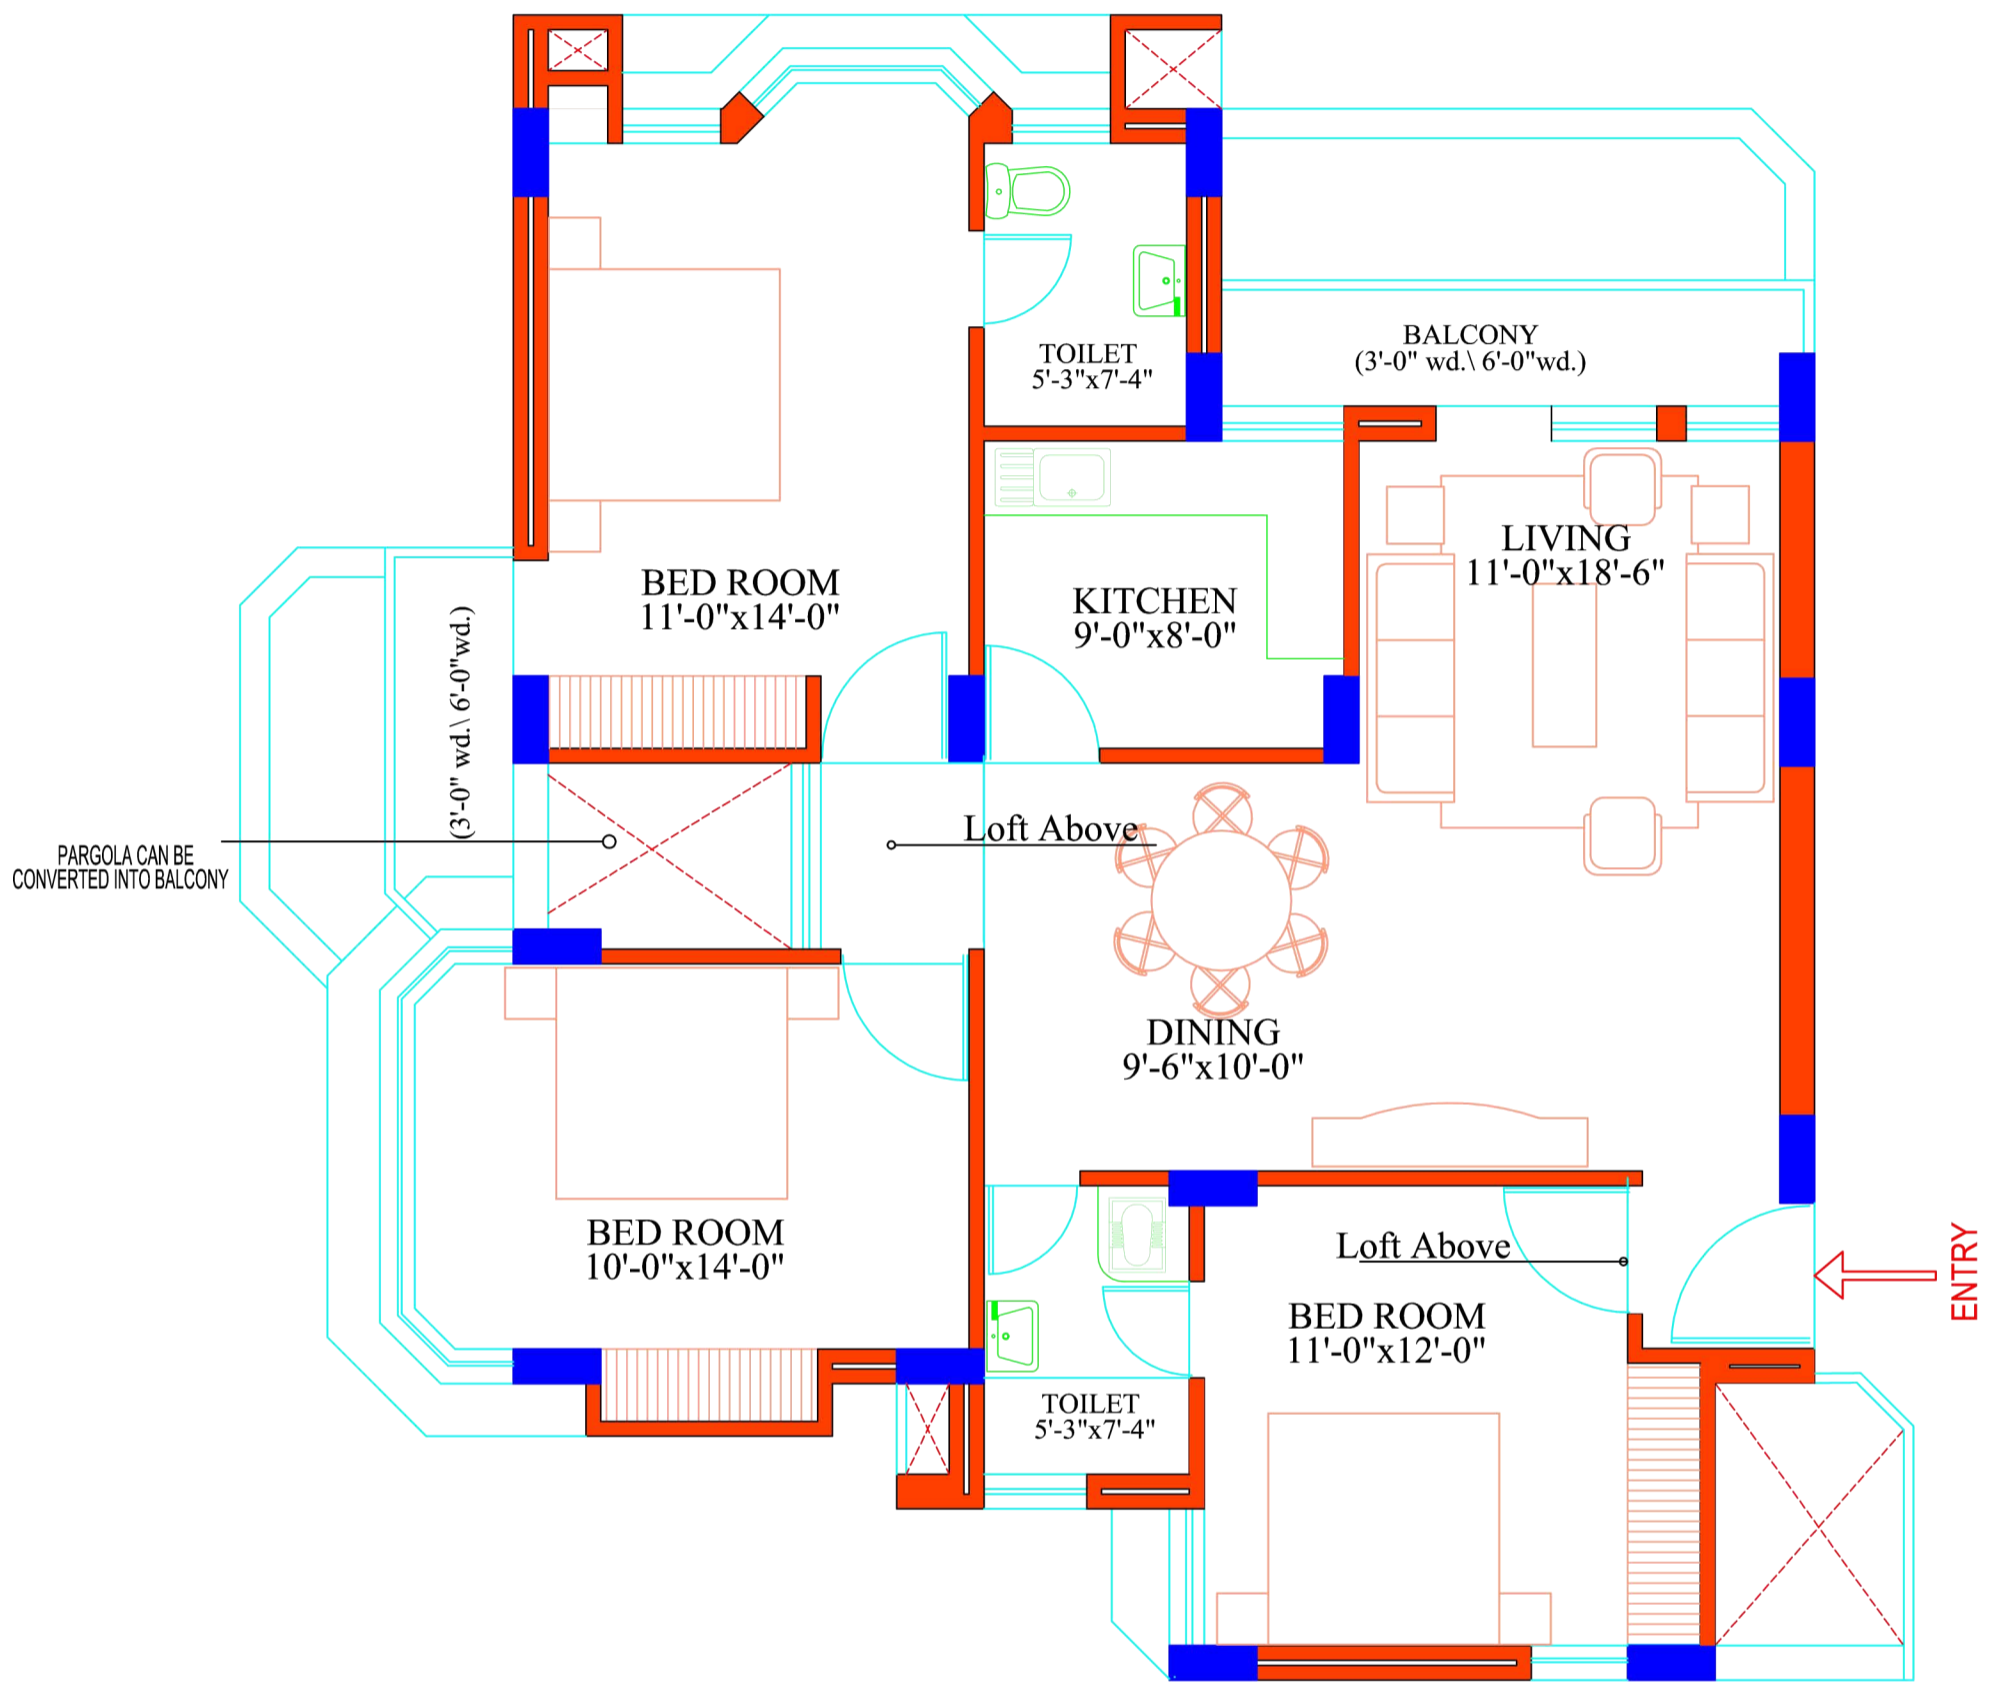 TOILET
5'-3"x7'-4"
BALCONY
(3'-0" wd.\ 6'-0"wd.)
LIVING
11'-0"x18'-6"
BED ROOM
11'-0"x14'-0"
KITCHEN
9'-0"x8'-0"
(3'-0" wd.\ 6'-0"wd.)
PARGOLA CAN BE
CONVERTED INTO BALCONY
Loft Above
DINING
9'-6"x10'-0"
BED ROOM
10'-0"x14'-0"
Loft Above
ENTRY
BED ROOM
11'-0"x12'-0"
TOILET
5'-3"x7'-4"